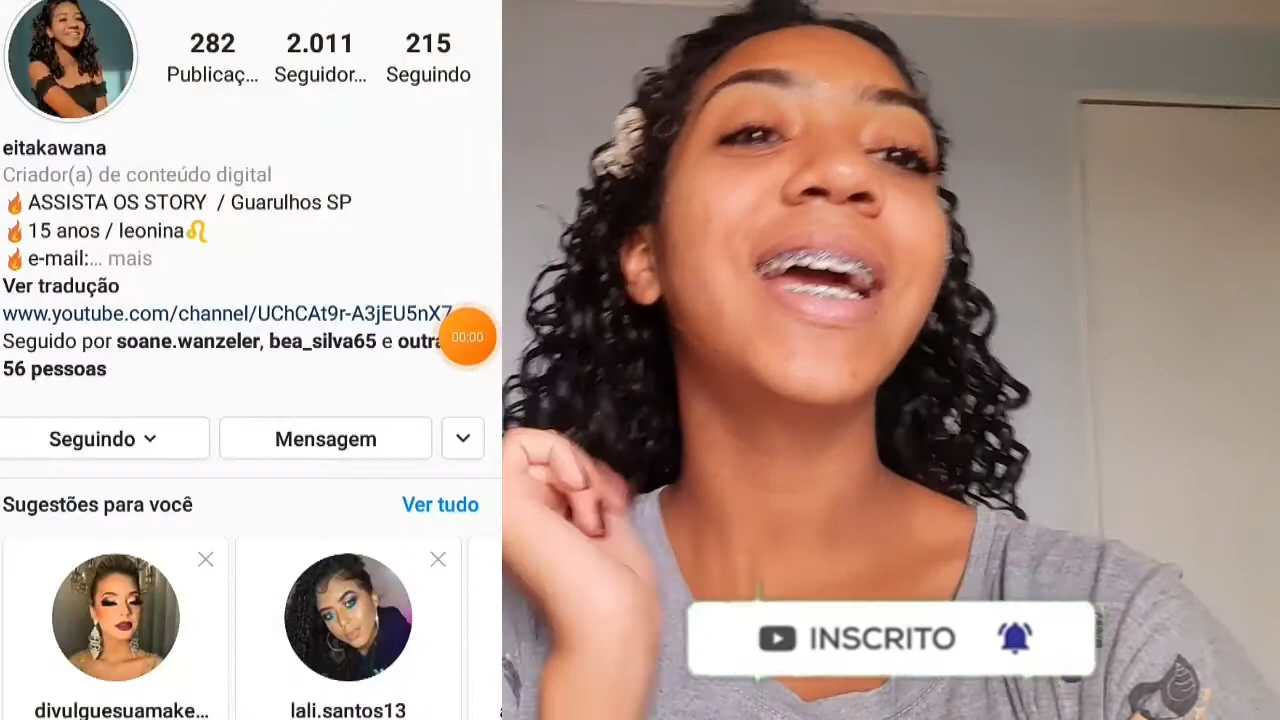 282
2.011
215
Publicaç...
Seguidor...
Seguindo
eitakawana
Criador(a) de conteúdo digital
🔥ASSISTA OS STORY / Guarulhos SP
🔥15 anos / leonina♌
🔥e-mail:... mais
Ver tradução
www.youtube.com/channel/UChCAt9r-A3jEU5nX7
00:00
Seguido por soane.wanzeler, bea_silva65 e outra
56 pessoas
Seguindo
Mensagem
Sugestões para você
Ver tudo
divulguesuamake...
lali.santos13
INSCRITO